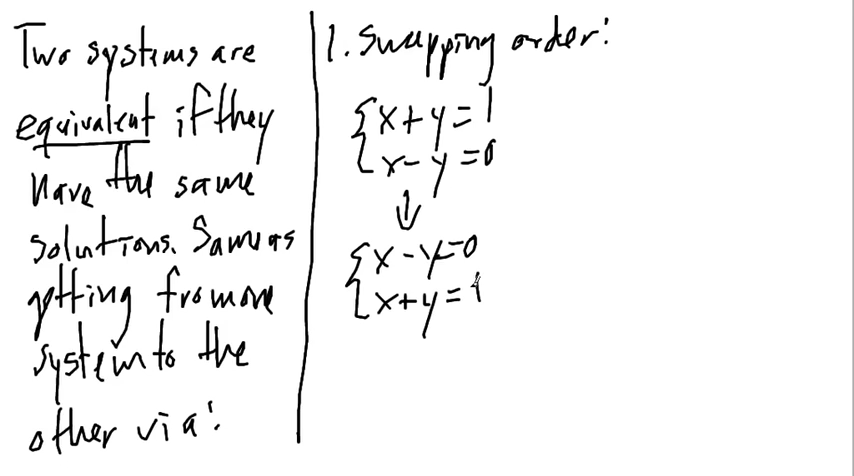 Two systems are
equivalent if they
have the same
solutions. Same as
getting from one
system to the
other via:
1. Swapping order:
x+y=1
x-y=0
↓
x-y=0
x+y=1